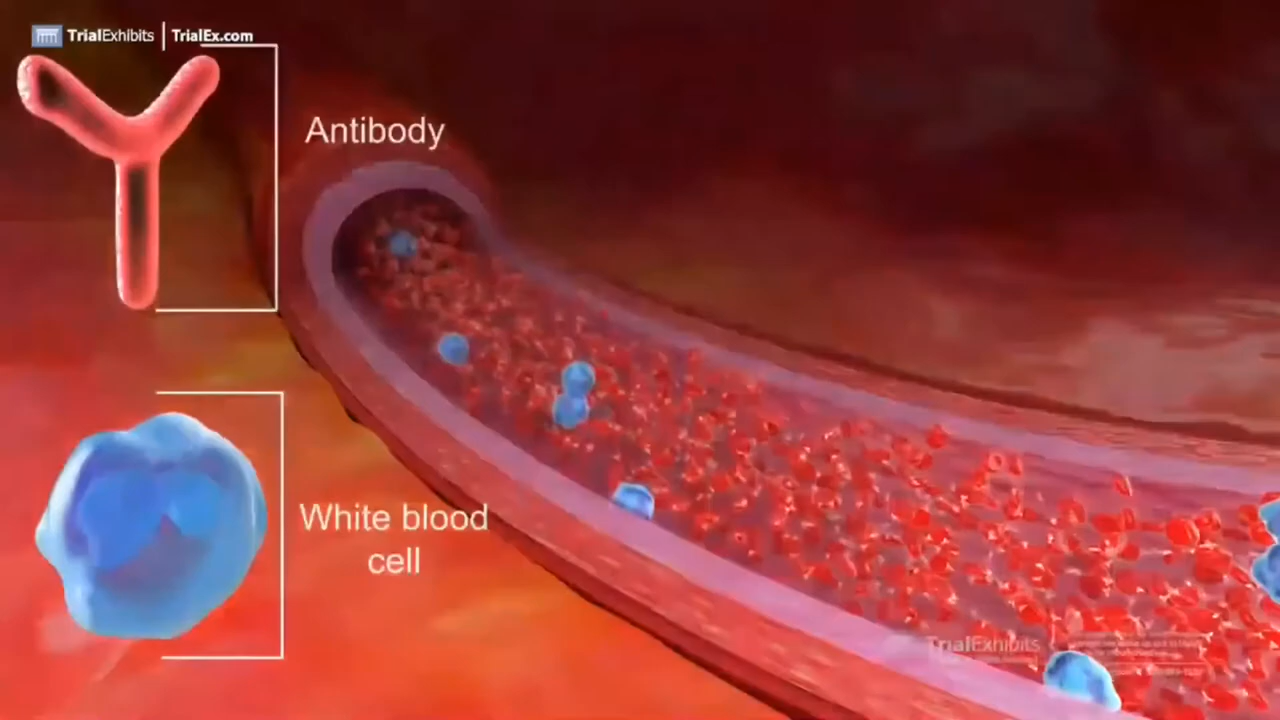 TrialExhibits | TrialEx.com
Antibody
White blood
cell
TrialExhibits